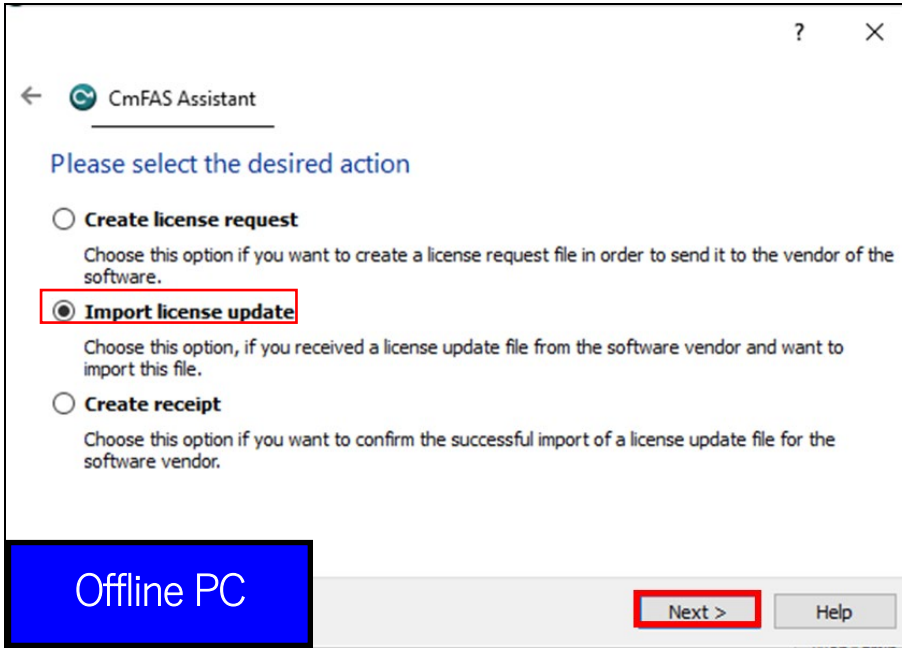 ?
CmFAS Assistant
Please select the desired action
Create license request
Choose this option if you want to create a license request file in order to send it to the vendor of the
software.
Import license update
Choose this option, if you received a license update file from the software vendor and want to
import this file.
Create receipt
Choose this option if you want to confirm the successful import of a license update file for the
software vendor.
Offline PC
Next >
Help